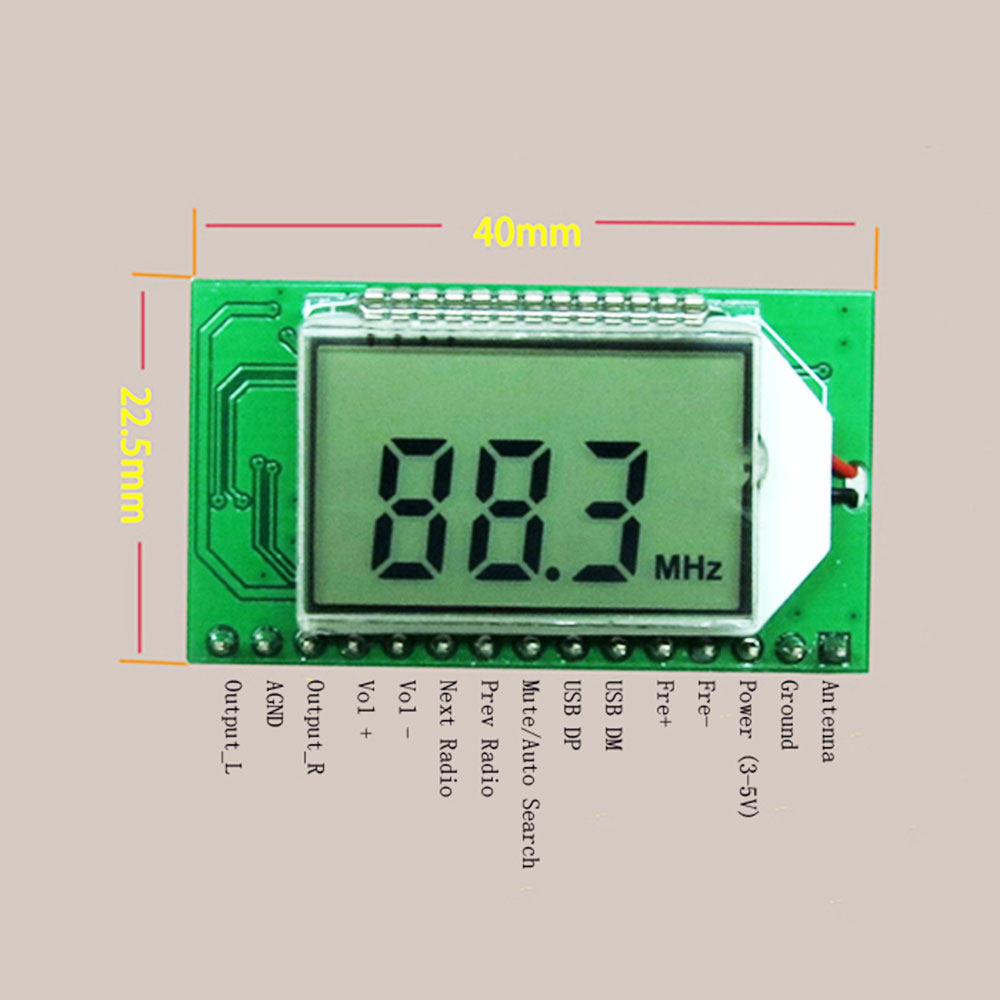 40mm
22.5mm
88.3 MHz
Output_L
AGND
Output_R
Vol +
Vol -
Next Radio
Prev Radio
Mute/Auto Search
USB DP
USB DM
Fre+
Fre-
Power (3-5V)
Ground
Antenna